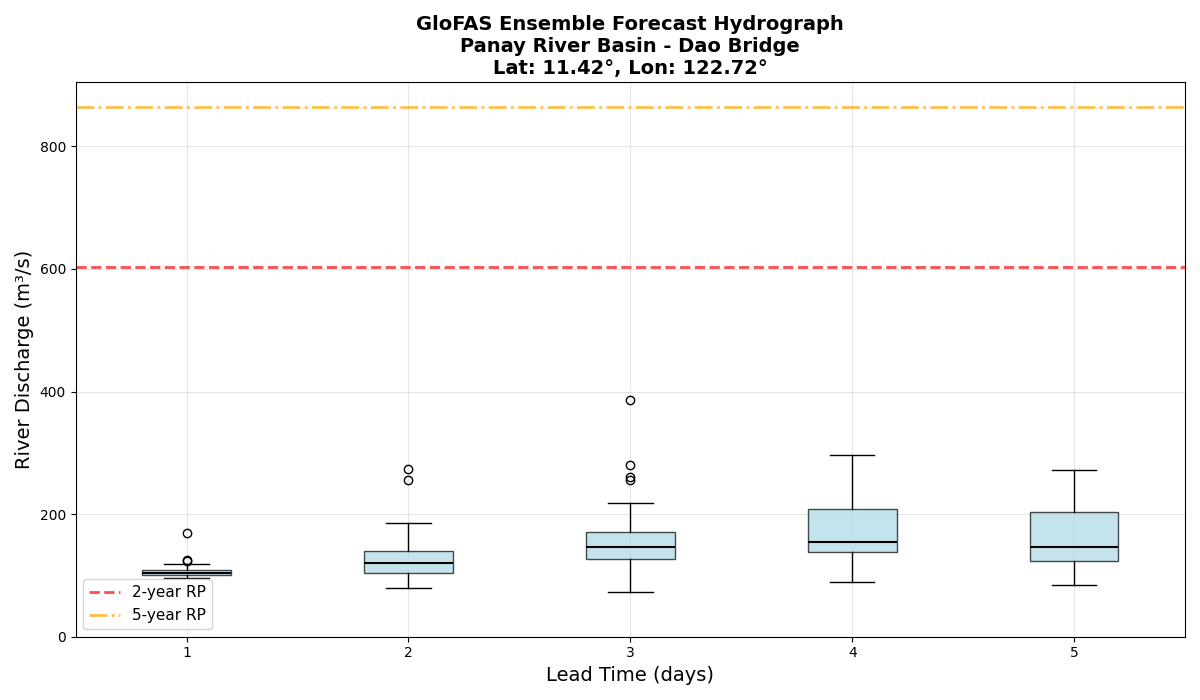 GloFAS Ensemble Forecast Hydrograph
Panay River Basin - Dao Bridge
Lat: 11.42°, Lon: 122.72°
River Discharge (m³/s)
800
600
400
200
0
2-year RP
5-year RP
1 2 3 4 5
Lead Time (days)